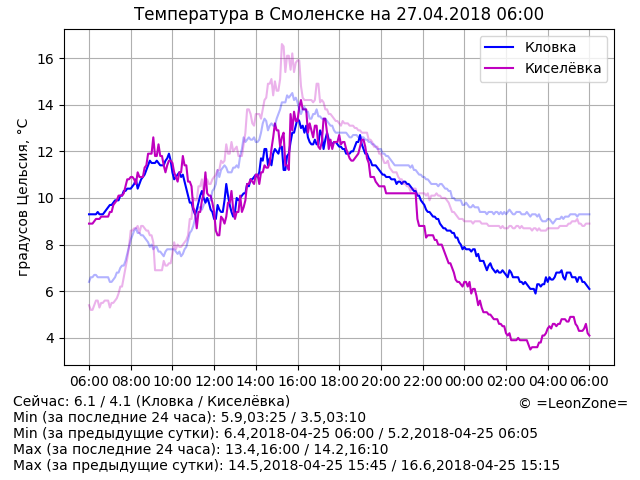 Температура в Смоленске на 27.04.2018 06:00
Кловка
Киселёвка
градусов Цельсия, °C
16
14
12
10
8
6
4
06:00 08:00 10:00 12:00 14:00 16:00 18:00 20:00 22:00 00:00 02:00 04:00 06:00
Сейчас: 6.1 / 4.1 (Кловка / Киселёвка)
© =LeonZone=
Min (за последние 24 часа): 5.9,03:25 / 3.5,03:10
Min (за предыдущие сутки): 6.4,2018-04-25 06:00 / 5.2,2018-04-25 06:05
Max (за последние 24 часа): 13.4,16:00 / 14.2,16:10
Max (за предыдущие сутки): 14.5,2018-04-25 15:45 / 16.6,2018-04-25 15:15